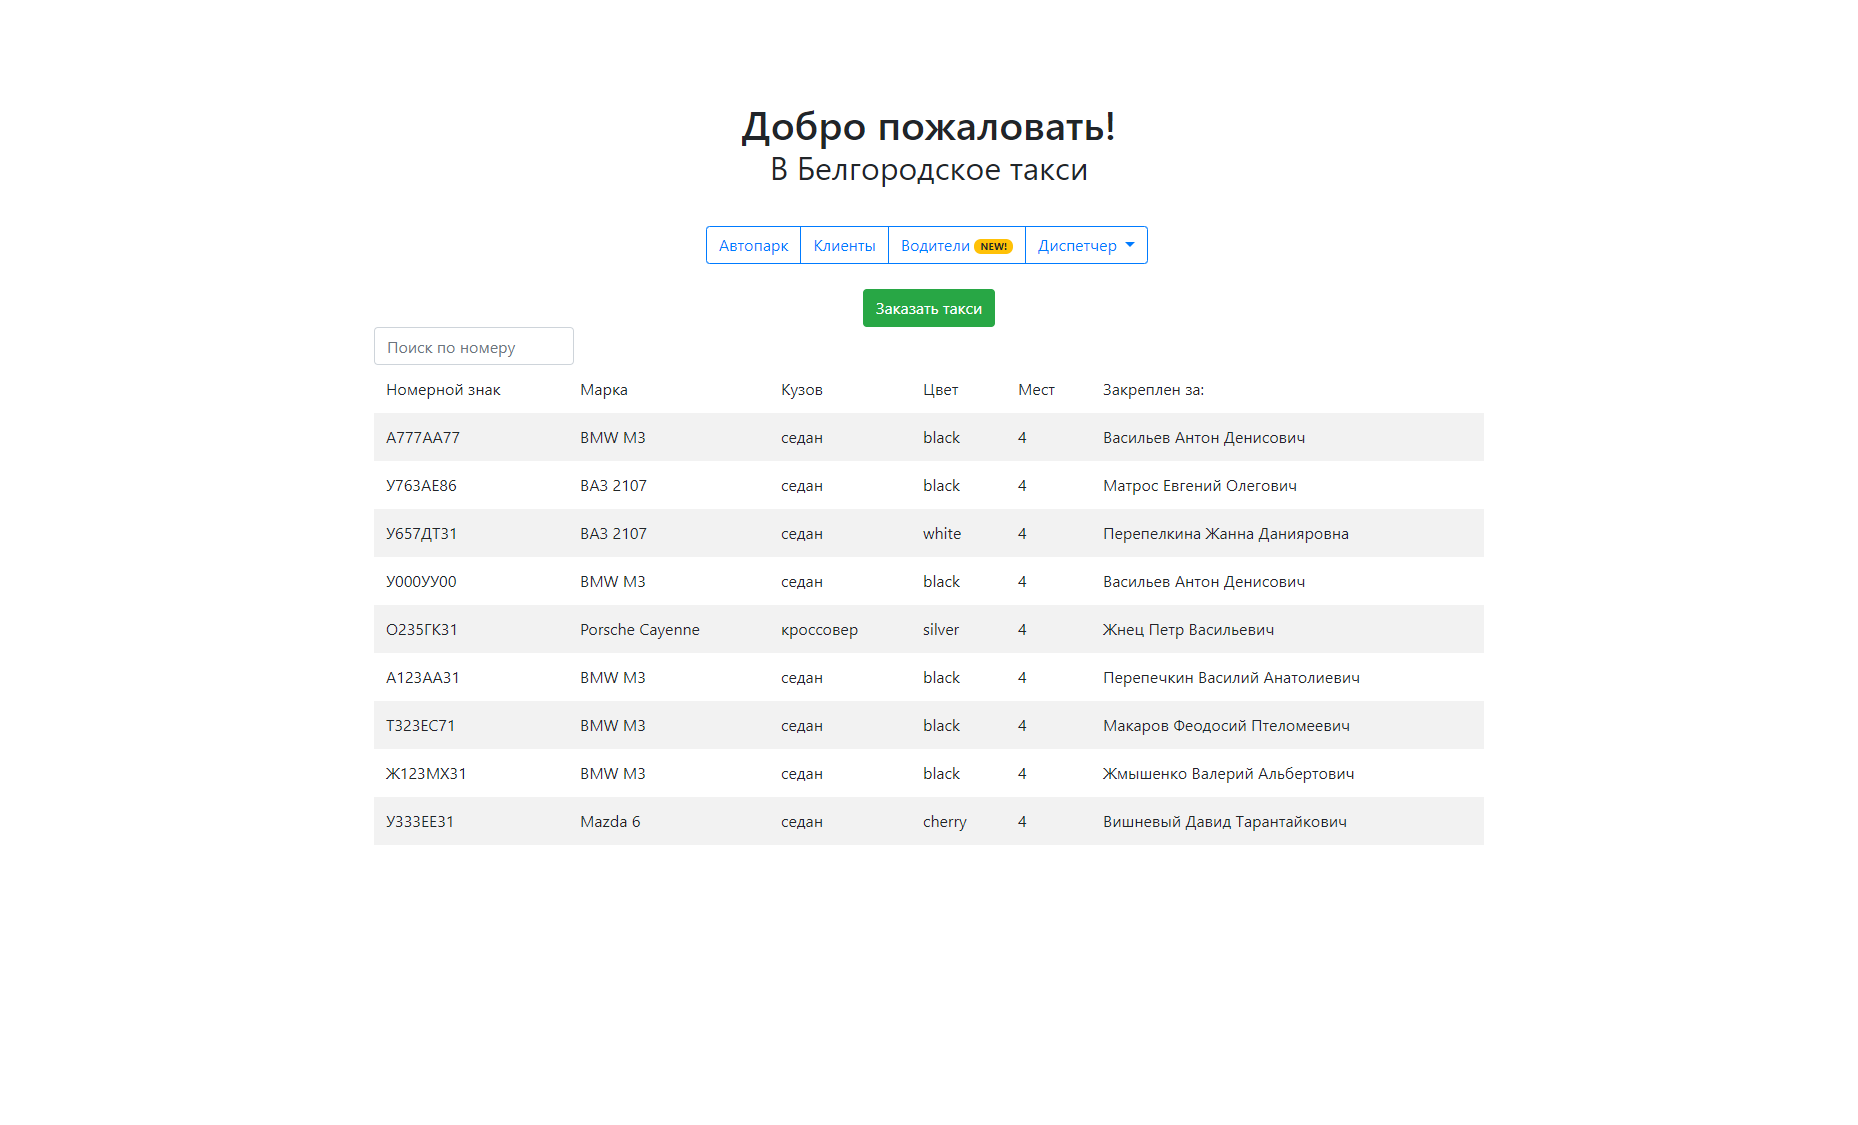 Добро пожаловать!
В Белгородское такси
Автопарк Клиенты Водители NEW! Диспетчер
Заказать такси
Поиск по номеру
Номерной знак Марка Кузов Цвет Мест Закреплен за:
А777АА77 BMW M3 седан black 4 Васильев Антон Денисович
У763АЕ86 ВАЗ 2107 седан black 4 Матрос Евгений Олегович
У657ДТ31 ВАЗ 2107 седан white 4 Перепелкина Жанна Данияровна
У000УУ00 BMW M3 седан black 4 Васильев Антон Денисович
О235ГК31 Porsche Cayenne кроссовер silver 4 Жнец Петр Васильевич
А123АА31 BMW M3 седан black 4 Перепечкин Василий Анатолиевич
Т323ЕС71 BMW M3 седан black 4 Макаров Феодосий Птеломеевич
Ж123МХ31 BMW M3 седан black 4 Жмышенко Валерий Альбертович
У333ЕЕ31 Mazda 6 седан cherry 4 Вишневый Давид Тарантайкович